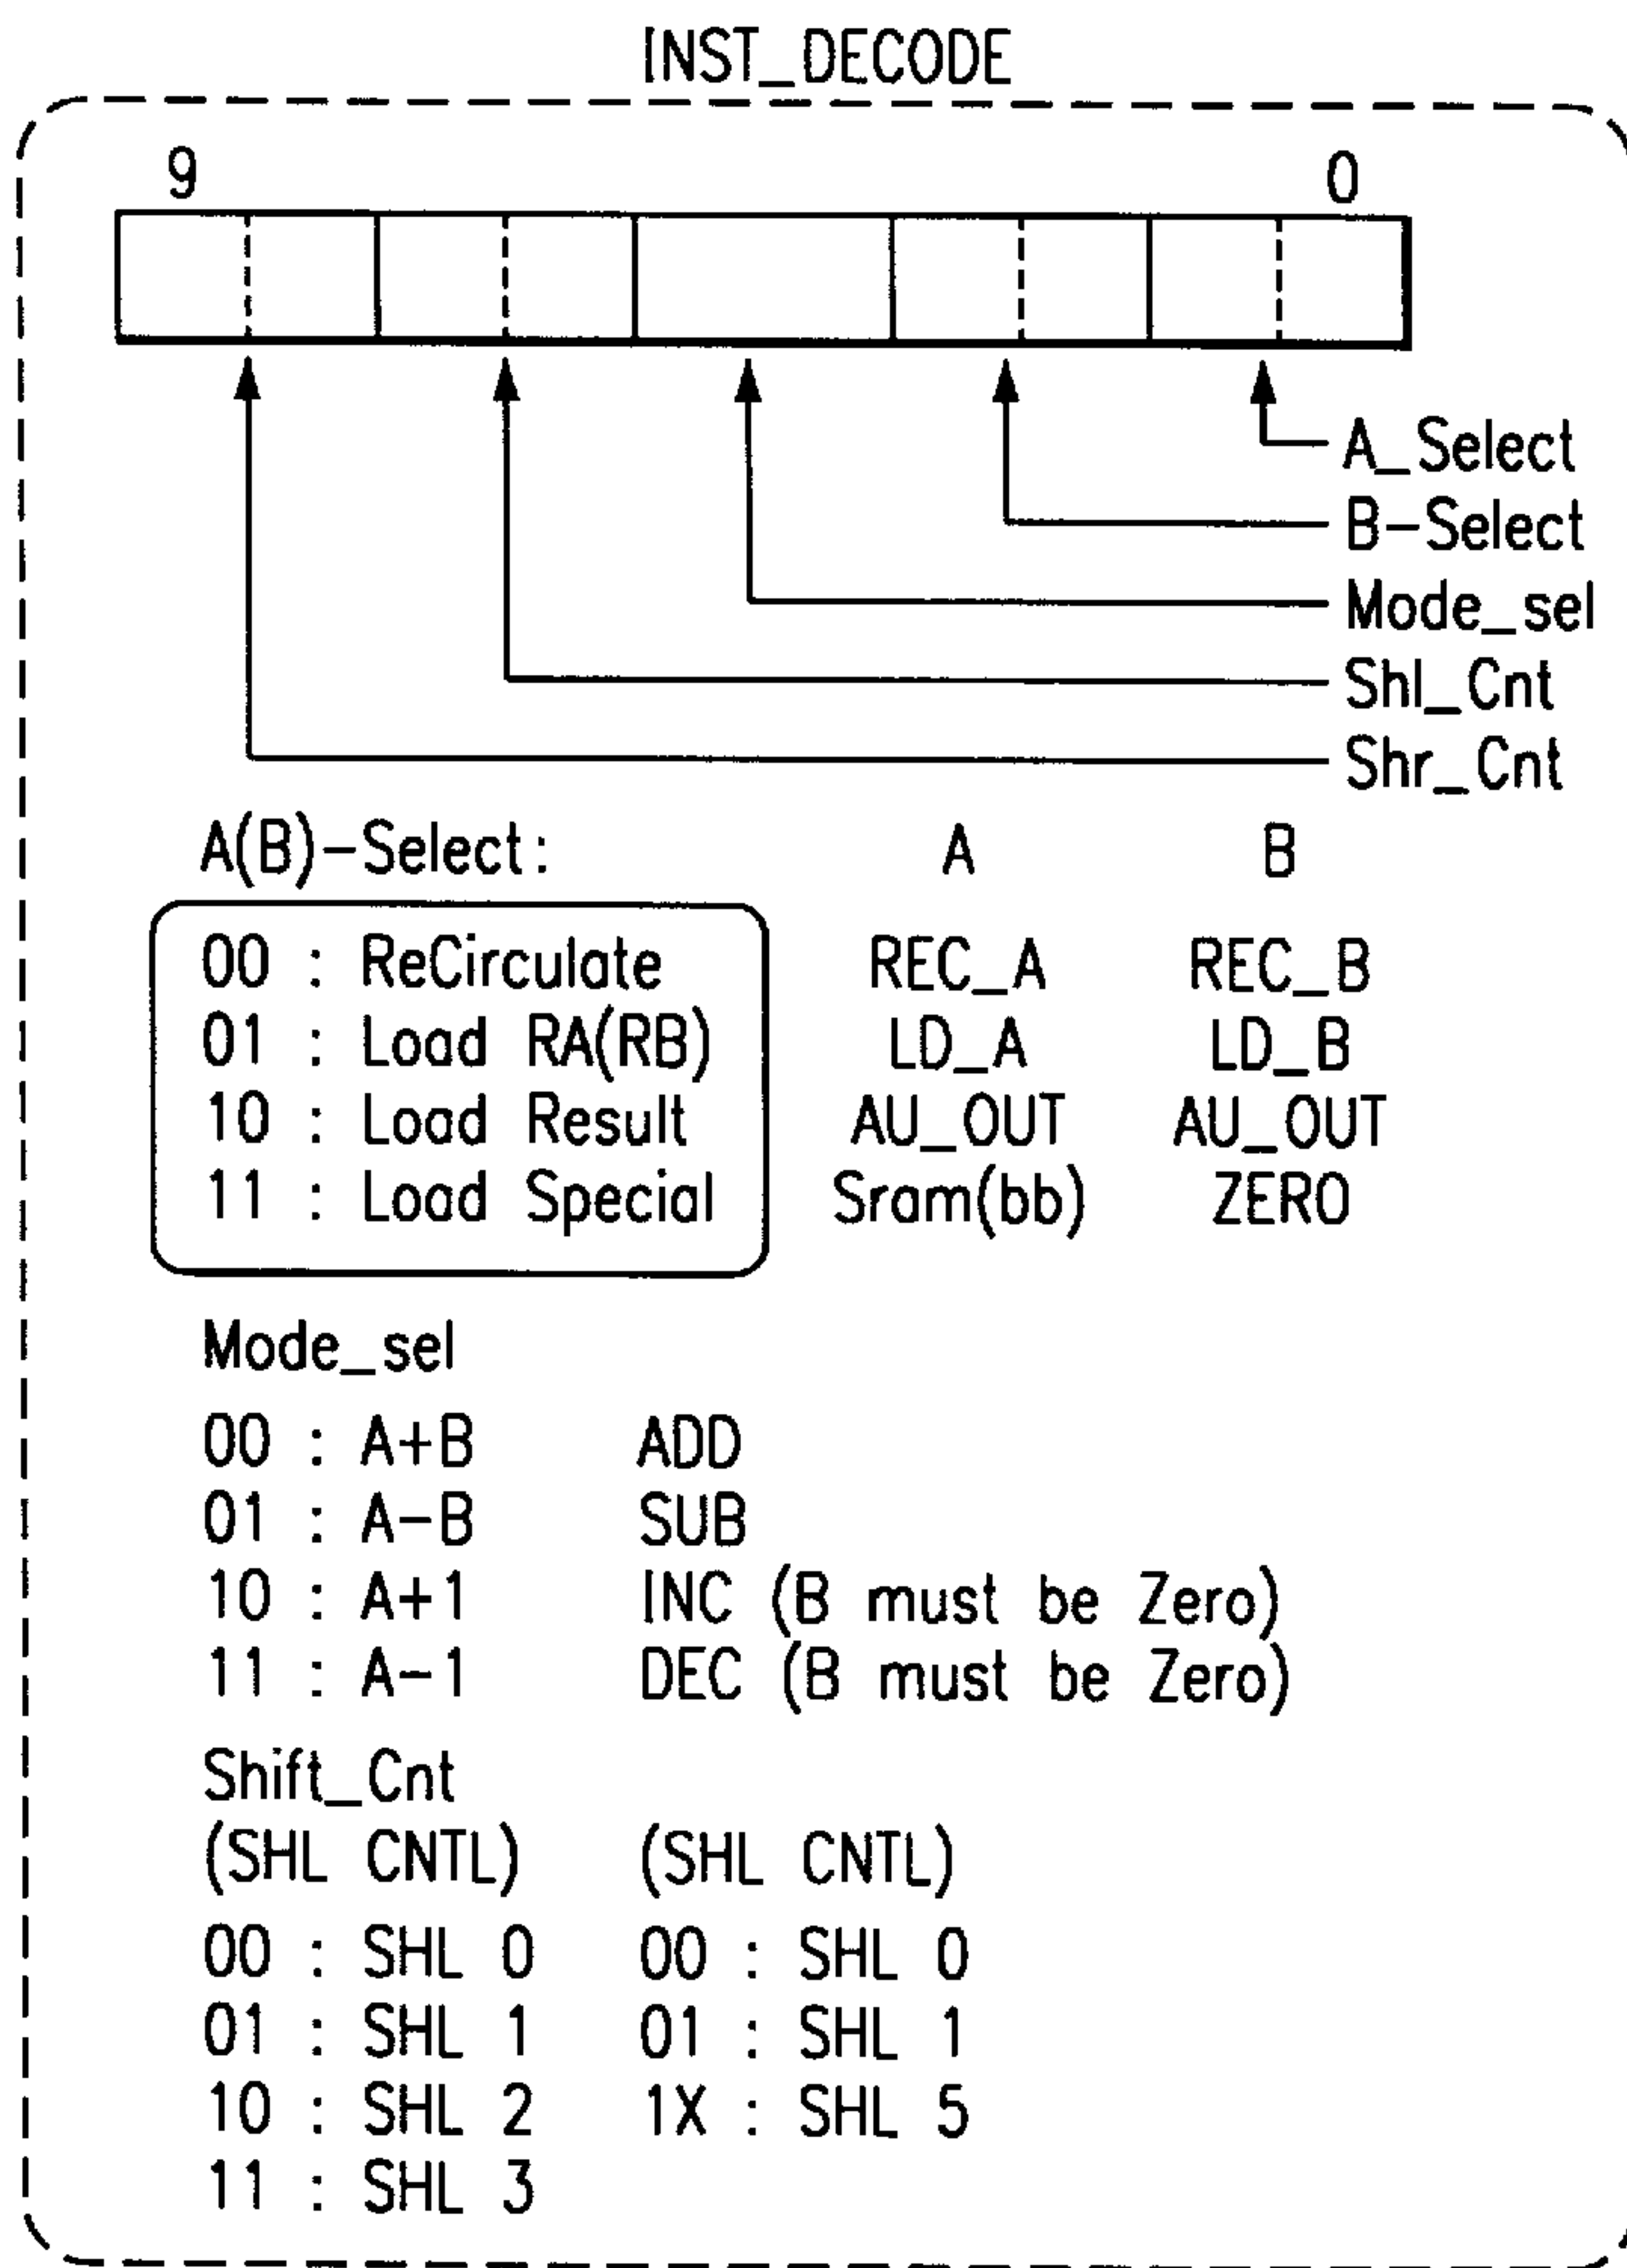 INST_DECODE
9 0
A_Select
B-Select
Mode_sel
Shl_Cnt
Shr_Cnt
A(B)-Select: A B
00 : ReCirculate REC_A REC_B
01 : Load RA(RB) LD_A LD_B
10 : Load Result AU_OUT AU_OUT
11 : Load Special Sram(bb) ZERO
Mode_sel
00 : A+B ADD
01 : A-B SUB
10 : A+1 INC (B must be Zero)
11 : A-1 DEC (B must be Zero)
Shift_Cnt
(SHL CNTL) (SHL CNTL)
00 : SHL 0 00 : SHL 0
01 : SHL 1 01 : SHL 1
10 : SHL 2 1X : SHL 5
11 : SHL 3